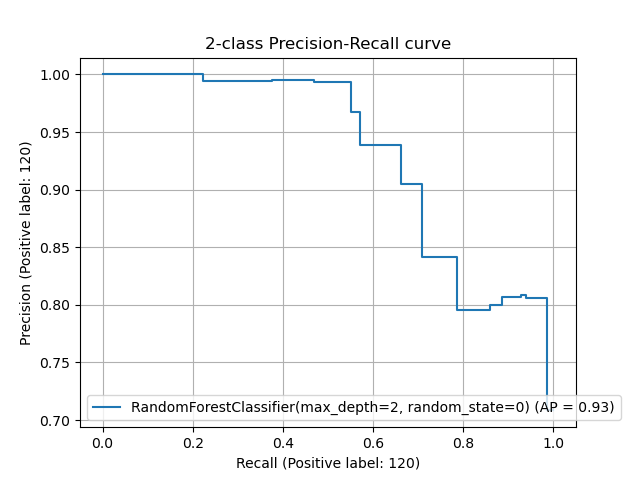 2-class Precision-Recall curve
1.00
0.95
0.90
0.85
0.80
0.75
0.70
Precision (Positive label: 120)
RandomForestClassifier(max_depth=2, random_state=0) (AP = 0.93)
0.0 0.2 0.4 0.6 0.8 1.0
Recall (Positive label: 120)